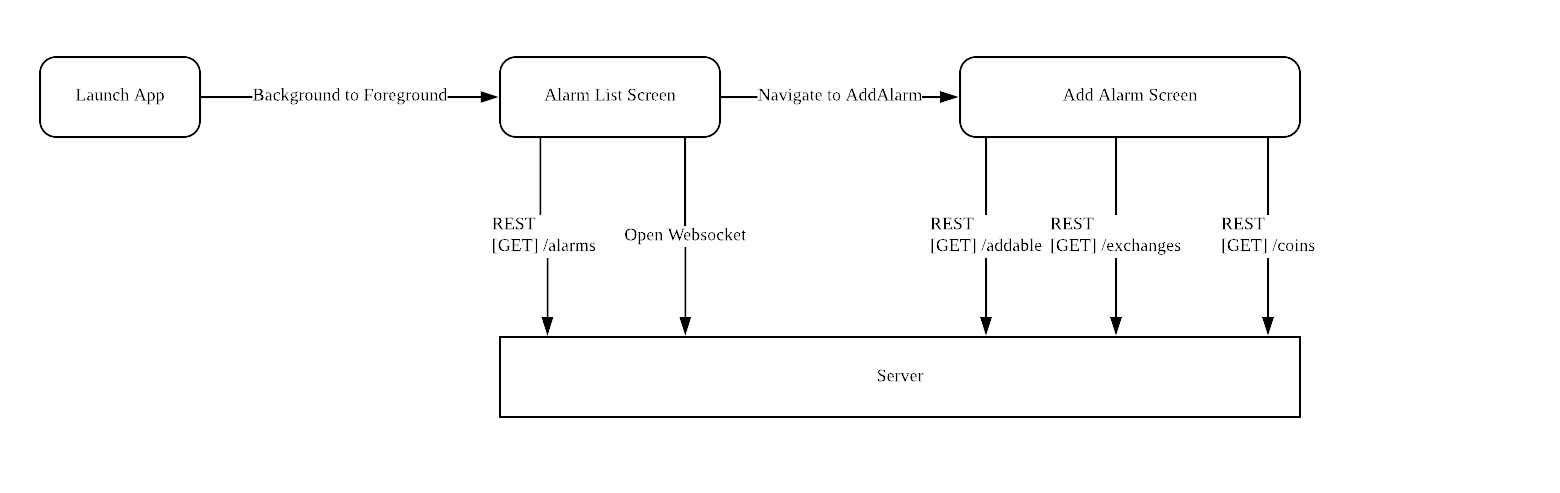 Launch App
Background to Foreground
Alarm List Screen
Navigate to AddAlarm
Add Alarm Screen
REST
[GET] /alarms
Open Websocket
REST
[GET] /addable
REST
[GET] /exchanges
REST
[GET] /coins
Server